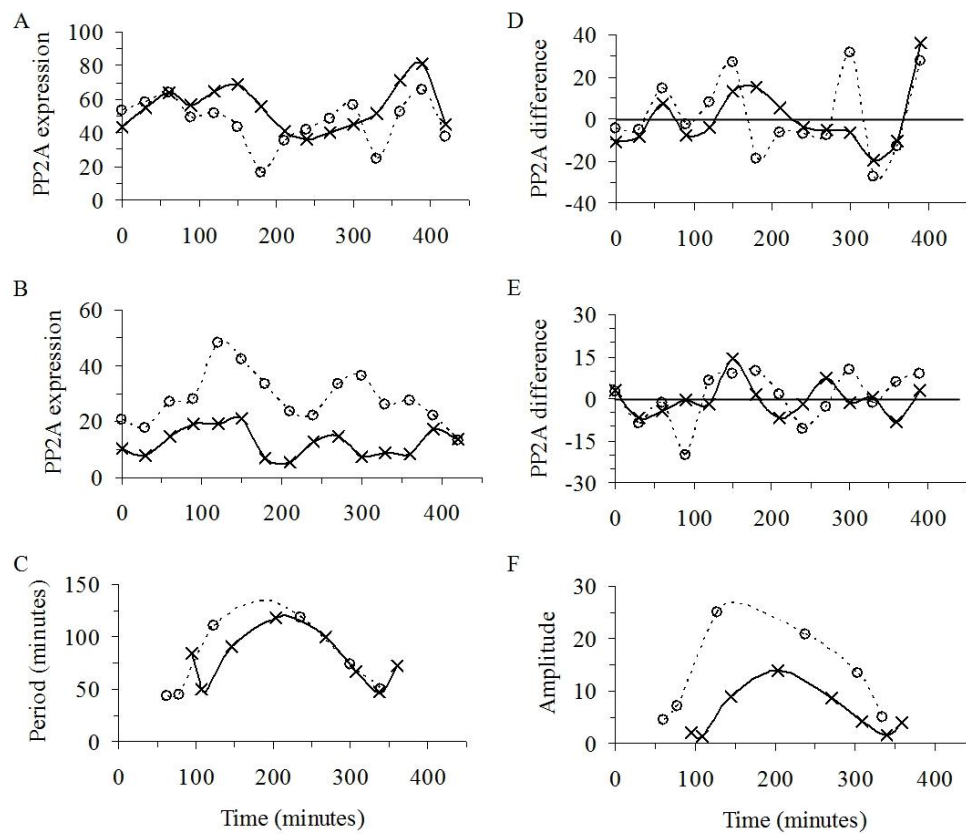 A
PP2A expression
100
80
60
40
20
0
0 100 200 300 400
D
PP2A difference
40
20
0
-20
-40
0 100 200 300 400
B
PP2A expression
60
40
20
0
0 100 200 300 400
E
PP2A difference
30
15
0
-15
-30
0 100 200 300 400
C
Period (minutes)
150
100
50
0
0 100 200 300 400
Time (minutes)
F
Amplitude
30
20
10
0
0 100 200 300 400
Time (minutes)